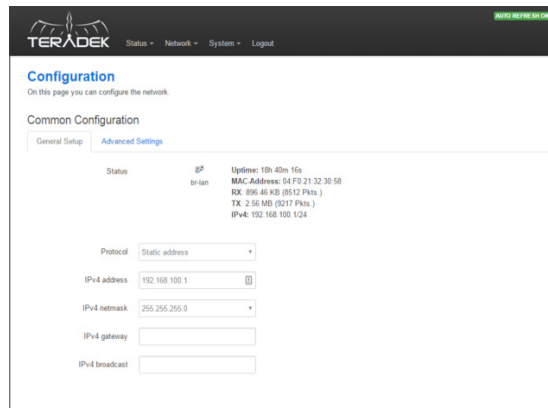 AUTO REFRESH ON
TERADEK
Status Network System Logout
Configuration
On this page you can configure the network.
Common Configuration
General Setup Advanced Settings
Status
br-lan
Uptime: 18h 40m 16s
MAC-Address: 04:F0:21:32:30:58
RX: 896.46 KB (8512 Pkts.)
TX: 2.56 MB (9217 Pkts.)
IPv4: 192.168.100.1/24
Protocol Static address
IPv4 address 192.168.100.1
IPv4 netmask 255.255.255.0
IPv4 gateway
IPv4 broadcast